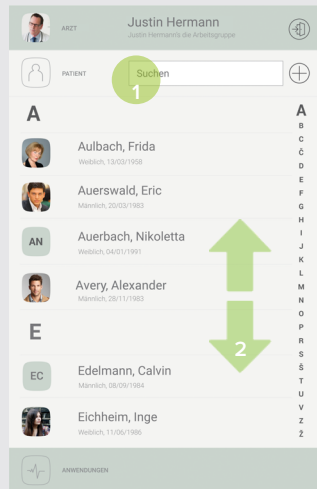 ARZT
Justin Hermann
Justin Hermann's die Arbeitsgruppe
PATIENT
Suchen
1
A
Aulbach, Frida
Weiblich, 13/03/1958
Auerswald, Eric
Männlich, 20/03/1983
AN
Auerbach, Nikoletta
Weiblich, 04/01/1991
Avery, Alexander
Männlich, 28/11/1983
E
2
EC
Edelmann, Calvin
Männlich, 08/09/1984
Eichheim, Inge
Weiblich, 11/06/1986
A
B
C
Č
D
E
F
G
H
I
J
K
L
M
N
O
P
R
S
Š
T
U
V
Z
Ž
ANWENDUNGEN